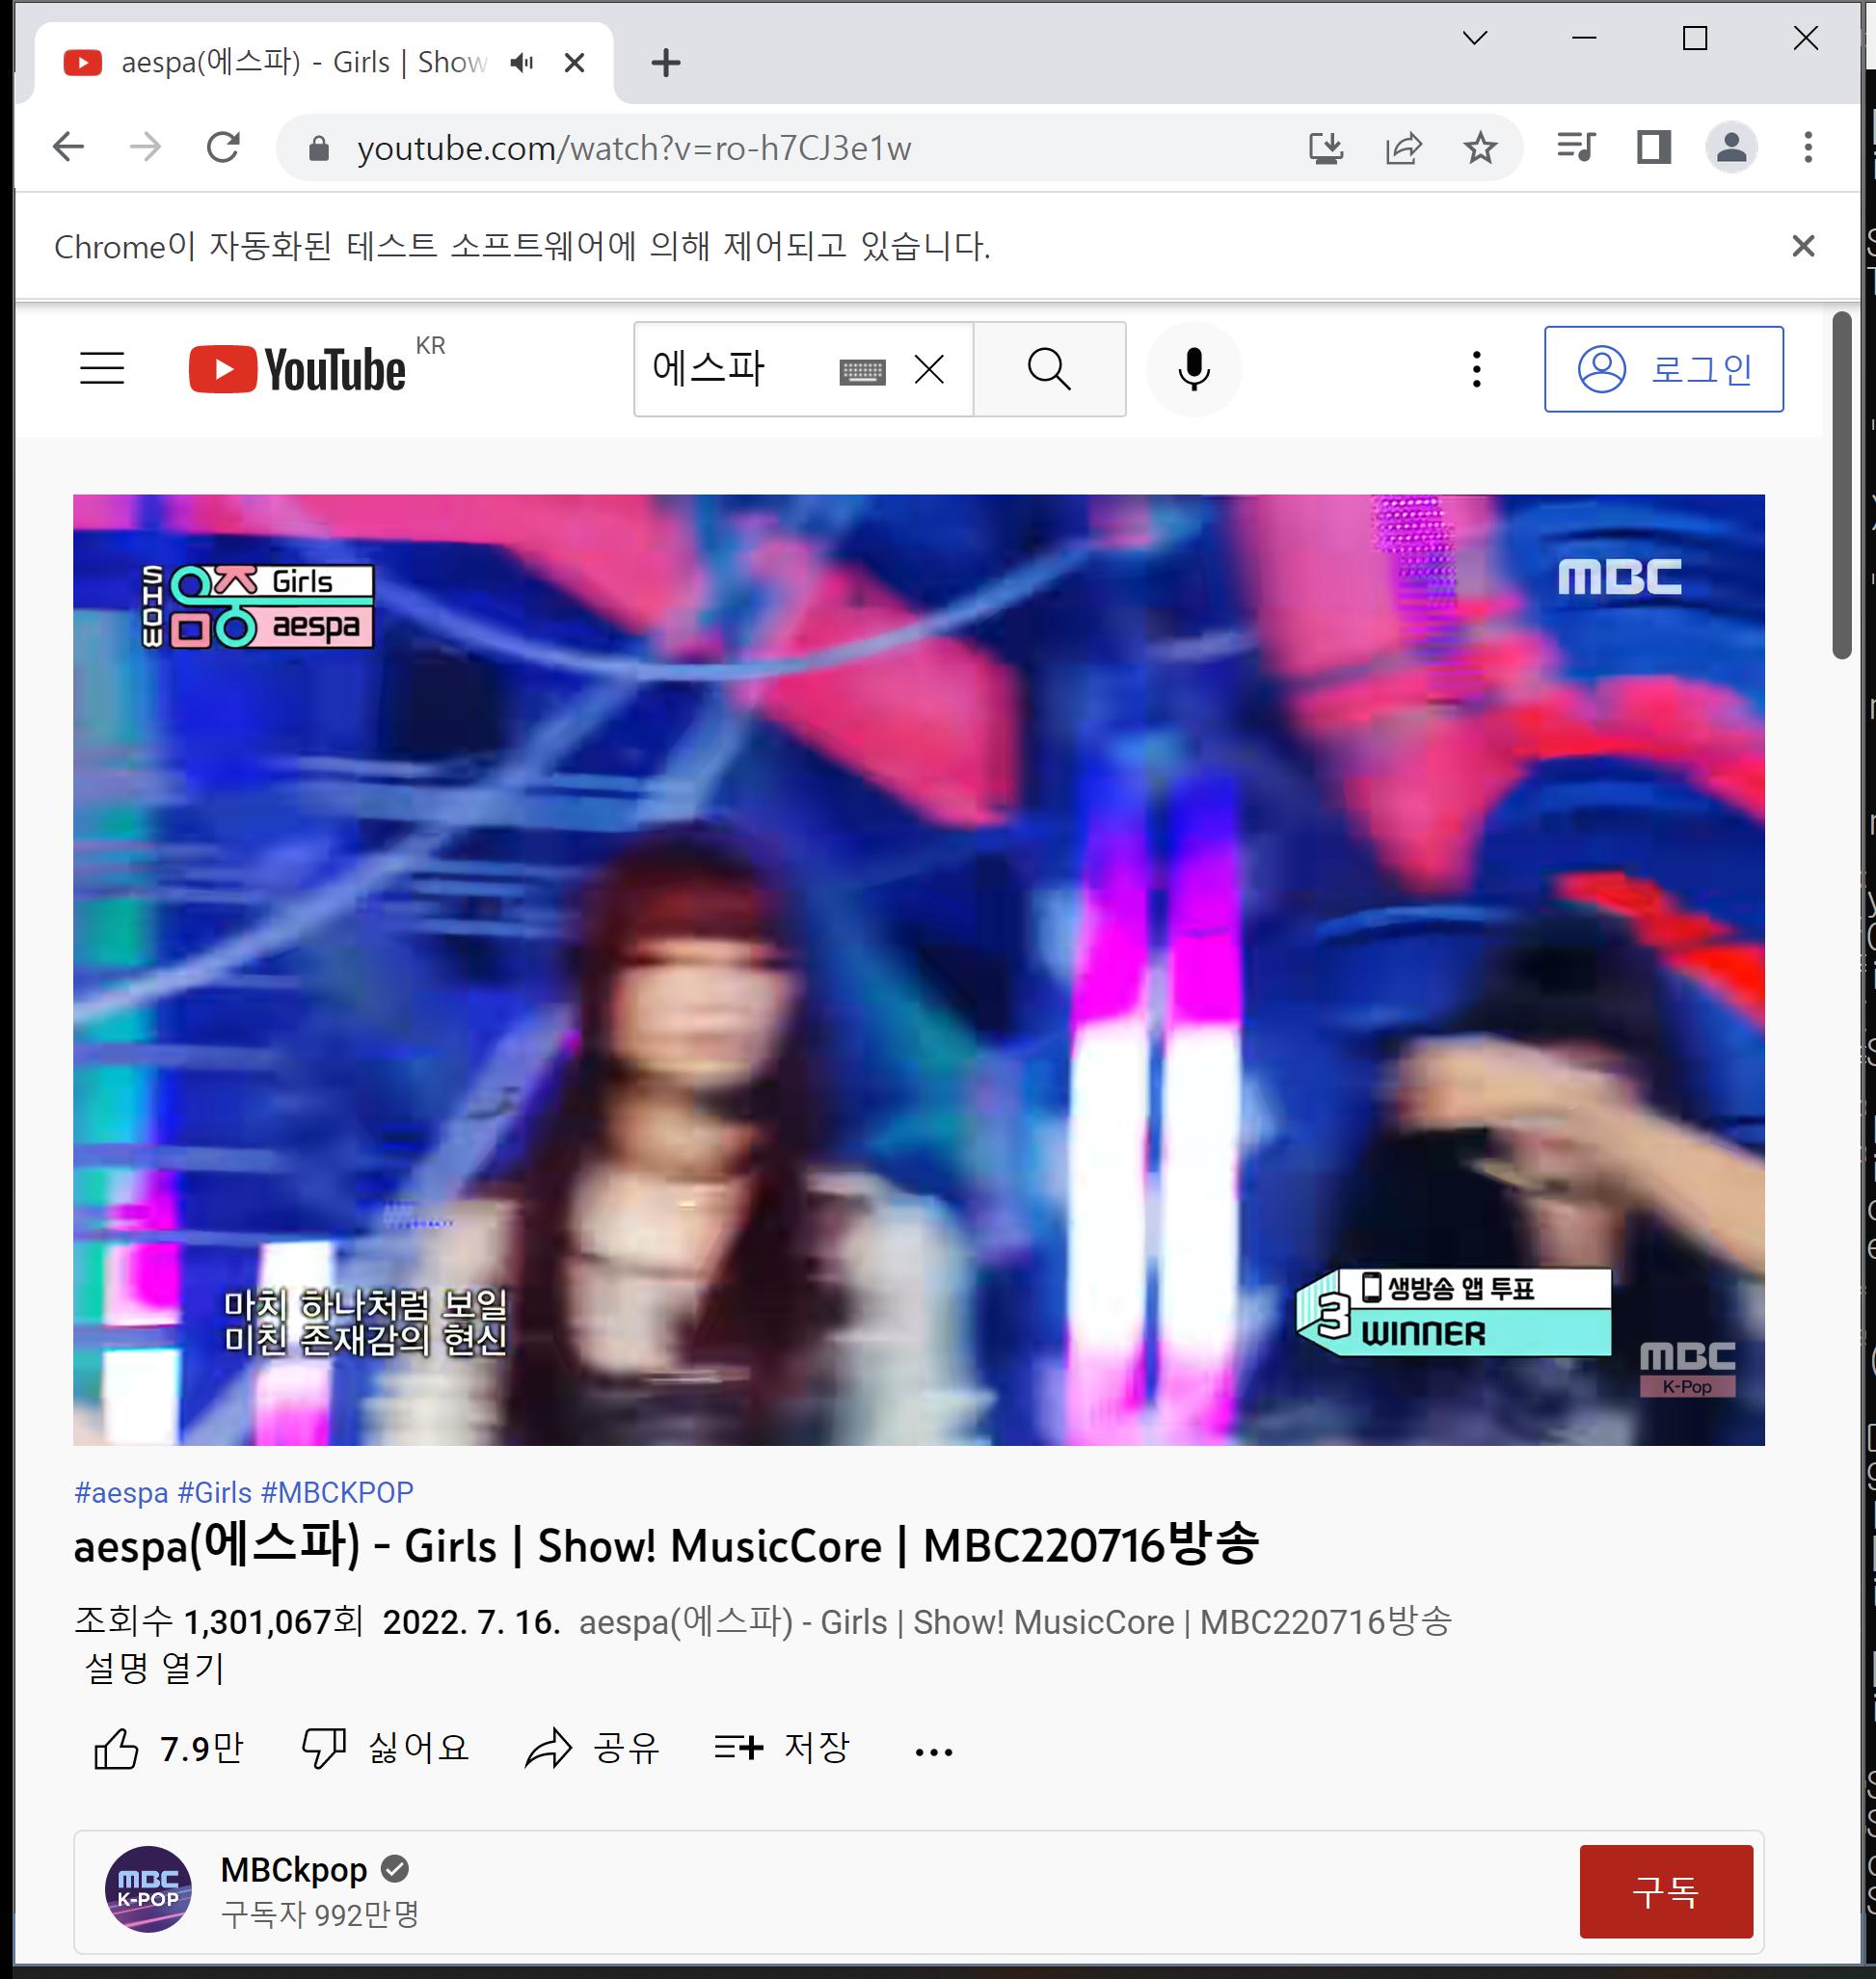 aespa(에스파) - Girls | Show
youtube.com/watch?v=ro-h7CJ3e1w
Chrome이 자동화된 테스트 소프트웨어에 의해 제어되고 있습니다.
YouTube KR
에스파
로그인
SHOW 음악중심 Girls
aespa
MBC
마치 하나처럼 보일
미친 존재감의 현신
3 생방송 앱 투표
WINNER
MBC
K-Pop
#aespa #Girls #MBCKPOP
aespa(에스파) - Girls | Show! MusicCore | MBC220716방송
조회수 1,301,067회 2022. 7. 16. aespa(에스파) - Girls | Show! MusicCore | MBC220716방송
설명 열기
7.9만 싫어요 공유 저장
MBC
K-POP
MBCkpop
구독자 992만명
구독